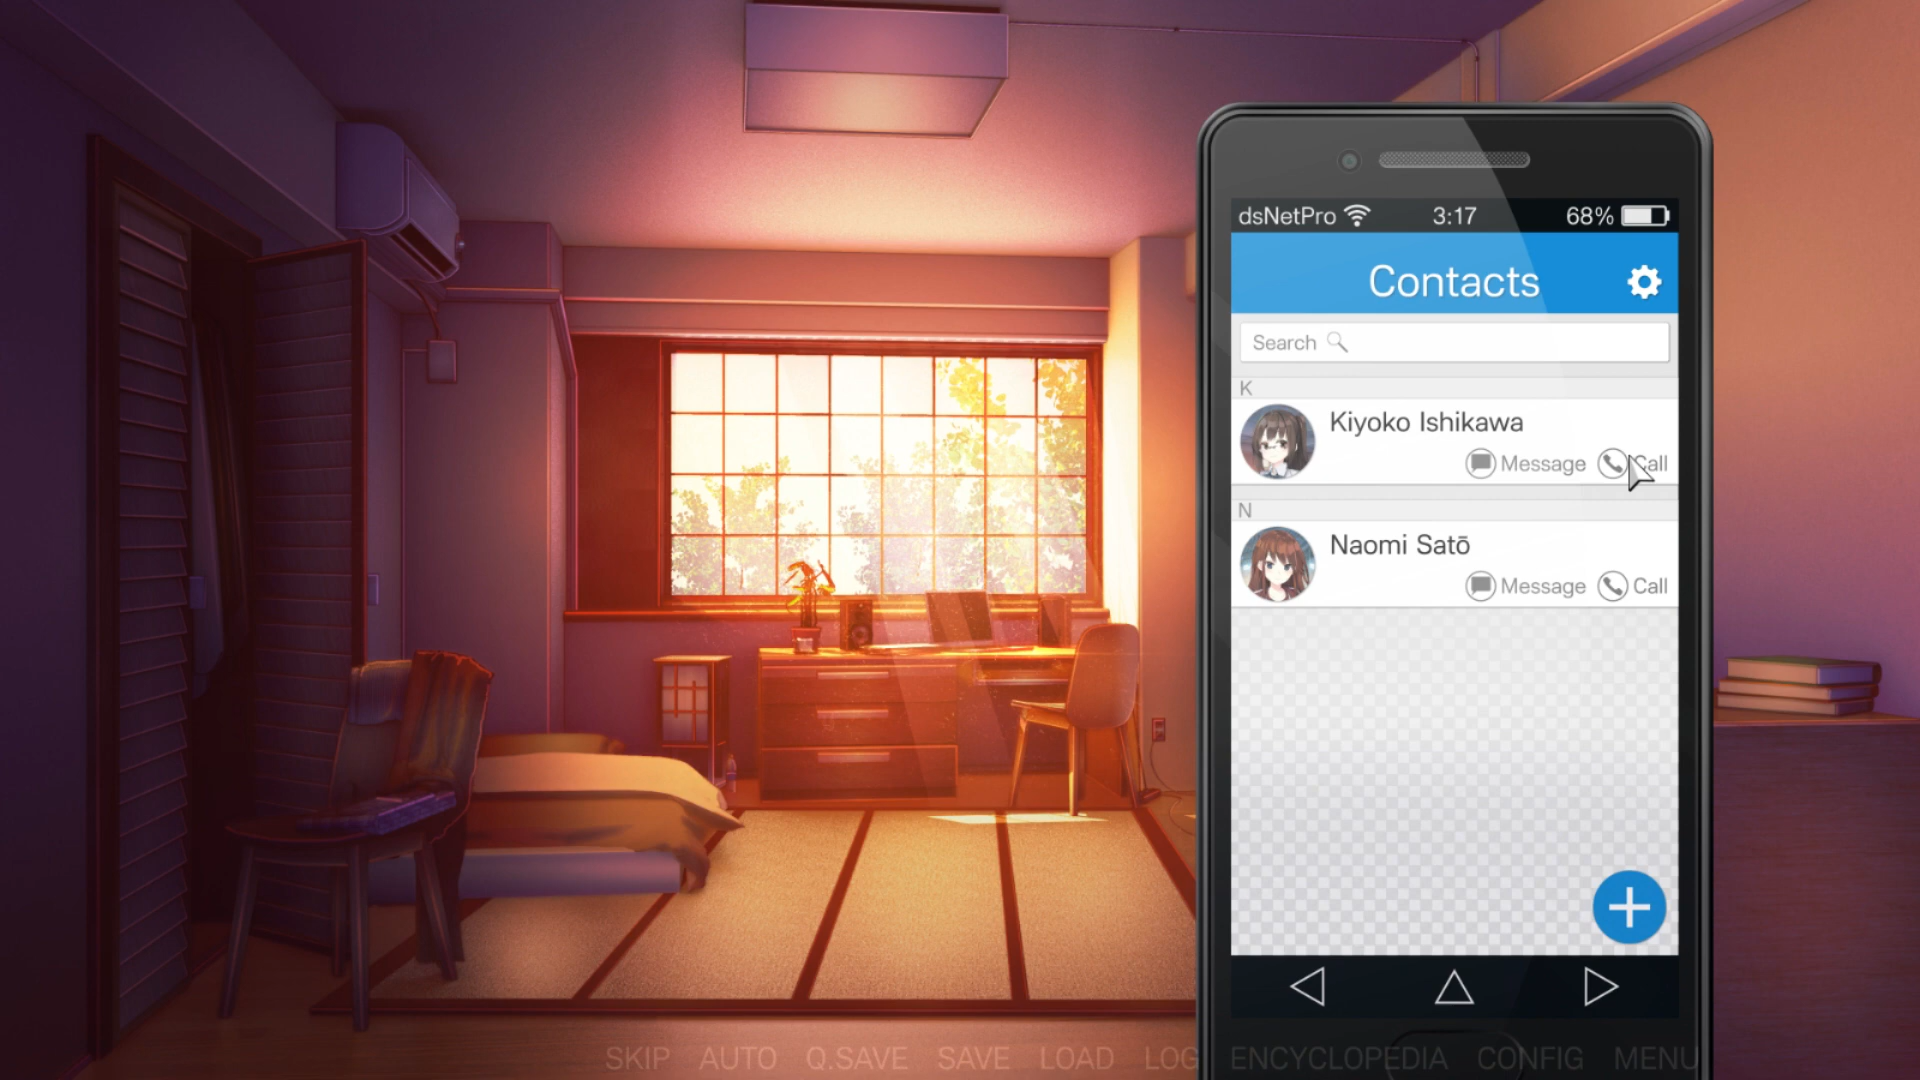 dsNetPro 3:17 68%
Contacts
Search
K
Kiyoko Ishikawa
Message Call
N
Naomi Satō
Message Call
SKIP AUTO Q.SAVE SAVE LOAD LOG ENCYCLOPEDIA CONFIG MENU